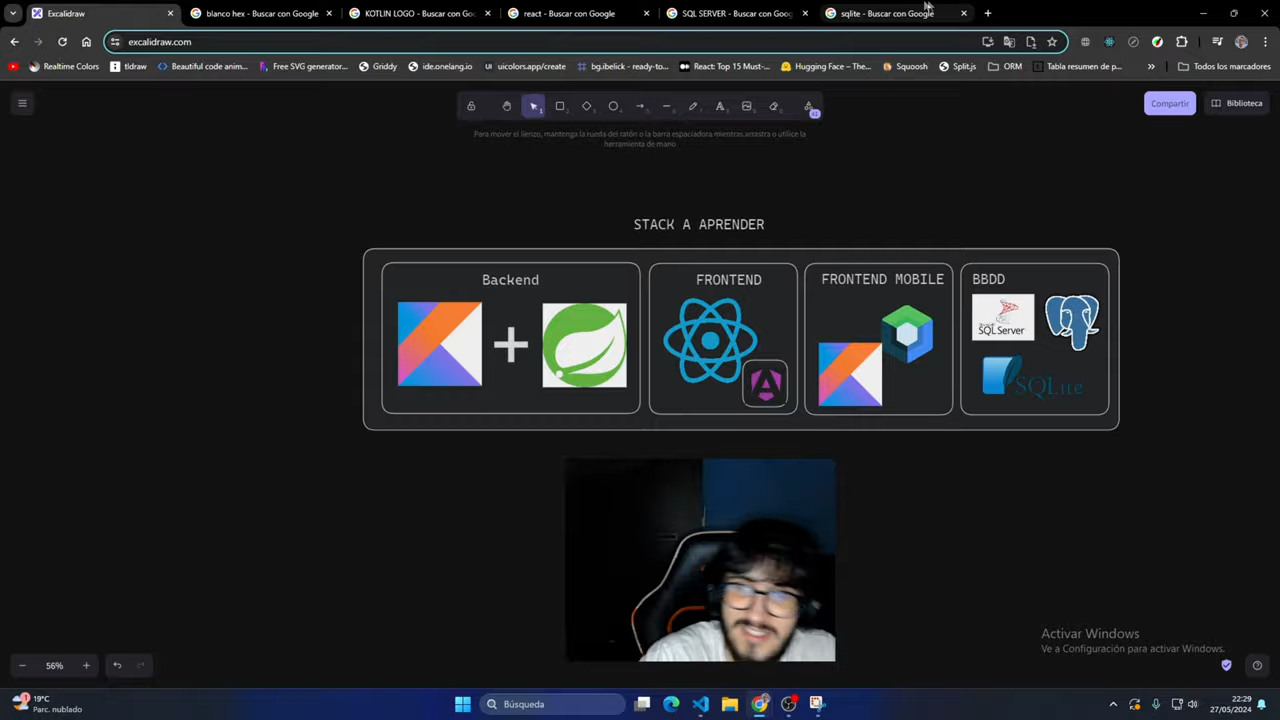 Excalidraw
blanco hex - Buscar con Google
KOTLIN LOGO - Buscar con Goo
react - Buscar con Google
SQL SERVER - Buscar con Goog
sqlite - Buscar con Google
excalidraw.com
Realtime Colors
tldraw
Beautiful code anim...
Free SVG generator...
Griddy
ide.onelang.io
uicolors.app/create
bg.ibelick - ready-to...
React: Top 15 Must-...
Hugging Face – The...
Squoosh
Split.js
ORM
Tabla resumen de p...
Todos los marcadores
Compartir
Biblioteca
Para mover el lienzo, mantenga la rueda del ratón o la barra espaciadora mientras arrastra o utilice la
herramienta de mano
STACK A APRENDER
Backend
FRONTEND
FRONTEND MOBILE
BBDD
SQL Server
SQLite
Activar Windows
Ve a Configuración para activar Windows.
56%
19°C
Parc. nublado
Búsqueda
22:29
27/05/2024